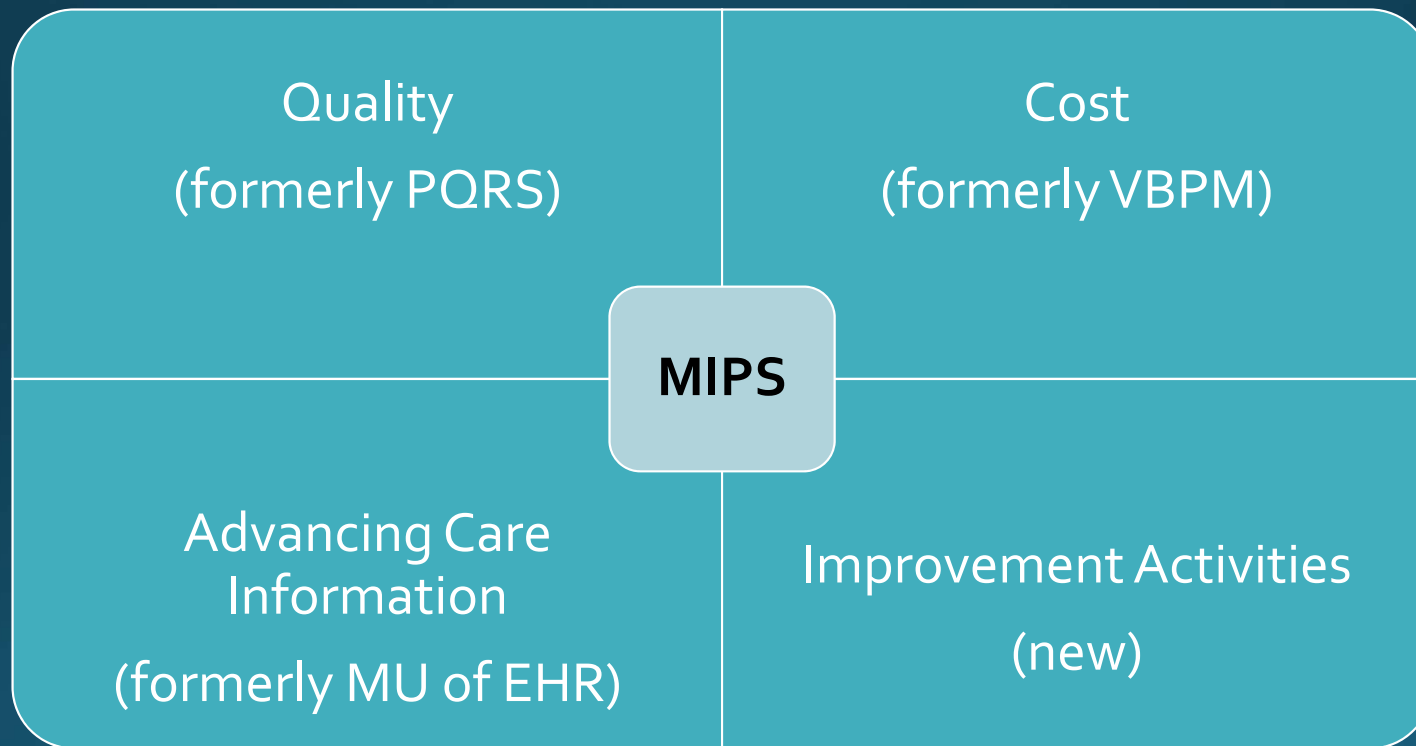 Quality
(formerly PQRS)
Cost
(formerly VBPM)
MIPS
Advancing Care
Information
(formerly MU of EHR)
Improvement Activities
(new)